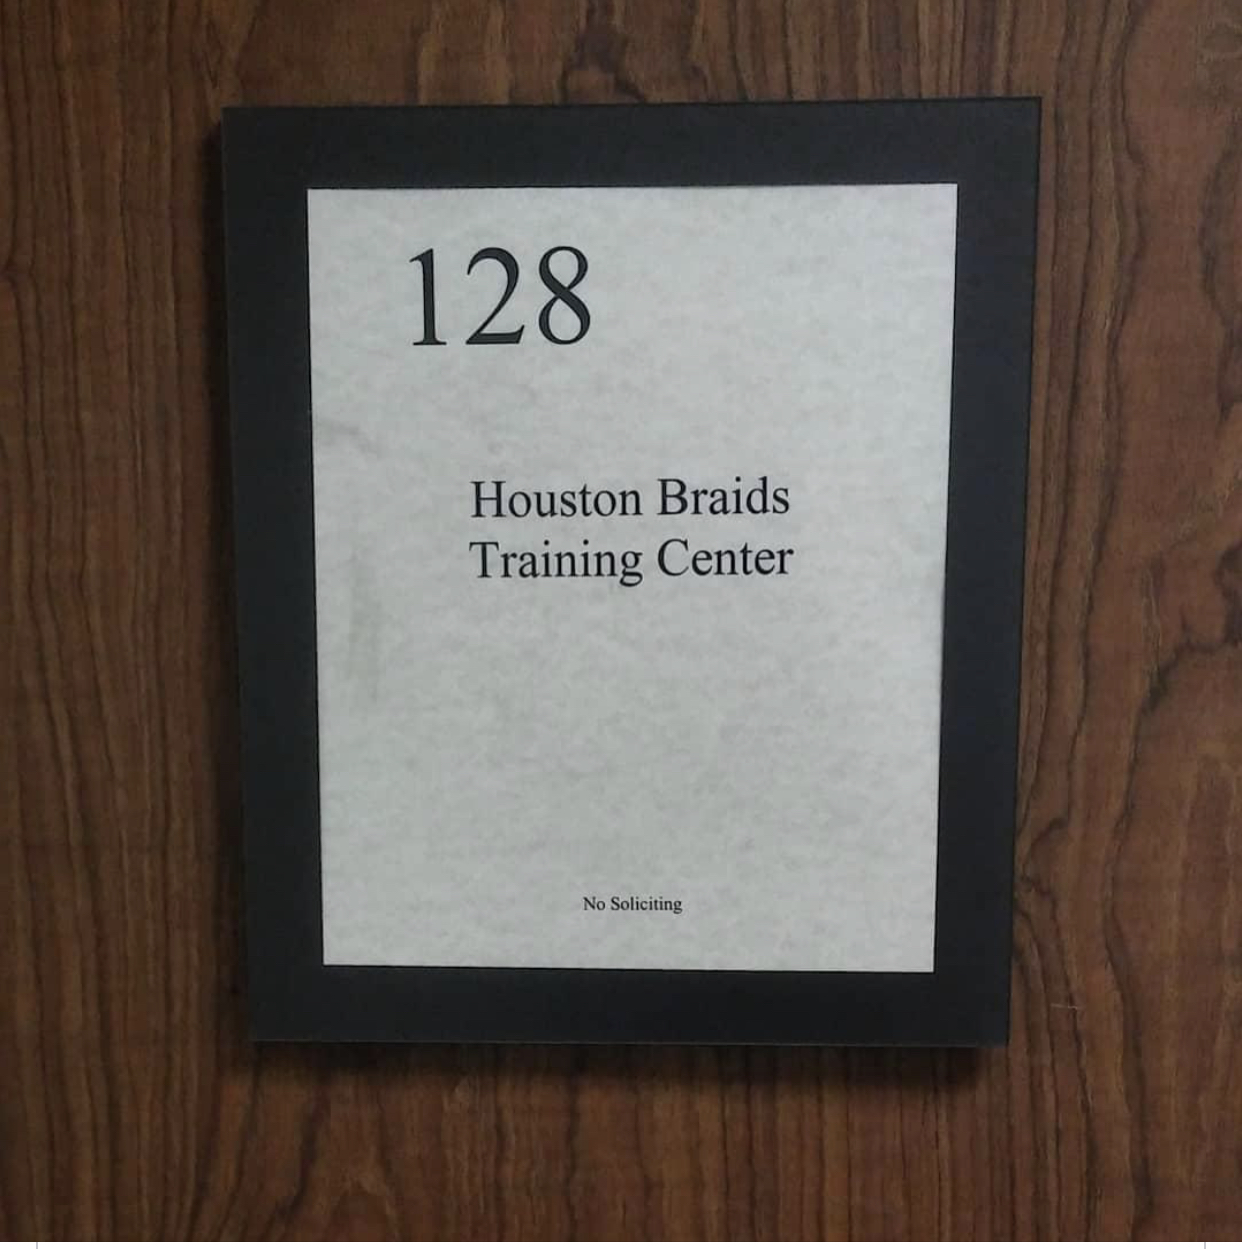 128
Houston Braids
Training Center
No Soliciting